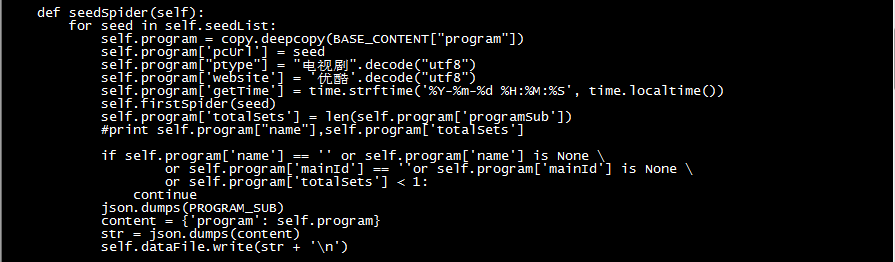 def seedSpider(self):
    for seed in self.seedList:
        self.program = copy.deepcopy(BASE_CONTENT["program"])
        self.program['pcUrl'] = seed
        self.program["ptype"] = "电视剧".decode("utf8")
        self.program['website'] = '优酷'.decode("utf8")
        self.program['getTime'] = time.strftime('%Y-%m-%d %H:%M:%S', time.localtime())
        self.firstSpider(seed)
        self.program['totalSets'] = len(self.program['programSub'])
        #print self.program["name"],self.program['totalSets']

        if self.program['name'] == '' or self.program['name'] is None \
                or self.program['mainId'] == ''or self.program['mainId'] is None \
                or self.program['totalSets'] < 1:
            continue
        json.dumps(PROGRAM_SUB)
        content = {'program': self.program}
        str = json.dumps(content)
        self.dataFile.write(str + '\n')